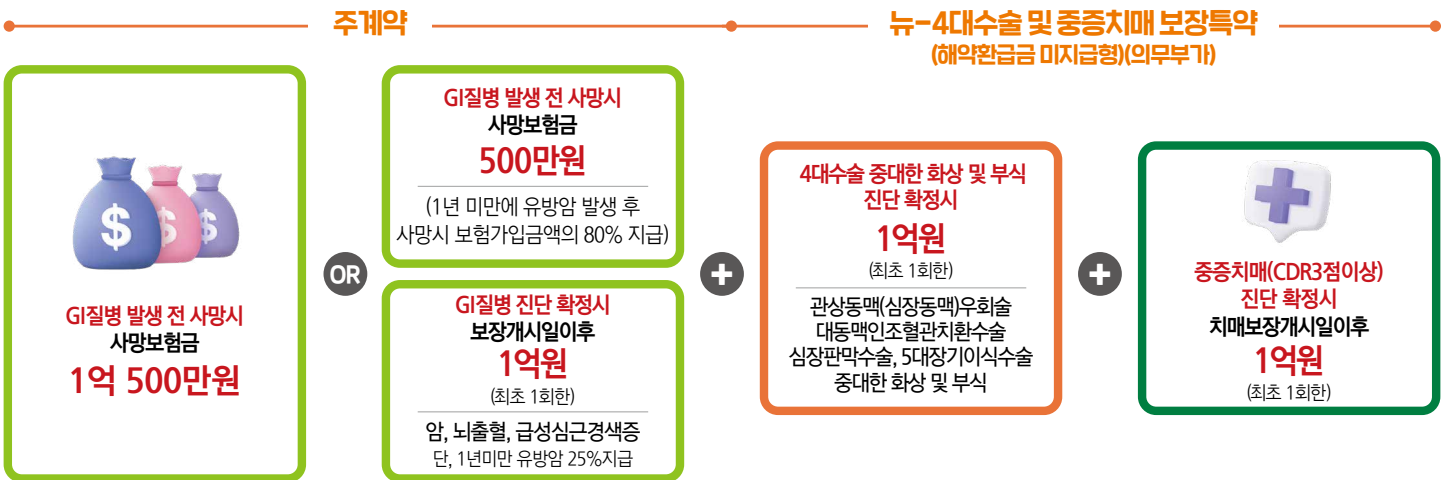 주계약
뉴-4대수술 및 중증치매 보장특약
(해약환급금 미지급형)(의무부가)
$
$
$
GI질병 발생 전 사망시
사망보험금
1억 500만원
OR
GI질병 발생 전 사망시
사망보험금
500만원
(1년 미만에 유방암 발생 후
사망시 보험가입금액의 80% 지급)
GI질병 진단 확정시
보장개시일이후
1억원
(최초 1회한)
암, 뇌출혈, 급성심근경색증
단, 1년미만 유방암 25%지급
+
4대수술 중대한 화상 및 부식
진단 확정시
1억원
(최초 1회한)
관상동맥(심장동맥)우회술
대동맥인조혈관치환수술
심장판막수술, 5대장기이식수술
중대한 화상 및 부식
+
중증치매(CDR3점이상)
진단 확정시
치매보장개시일이후
1억원
(최초 1회한)